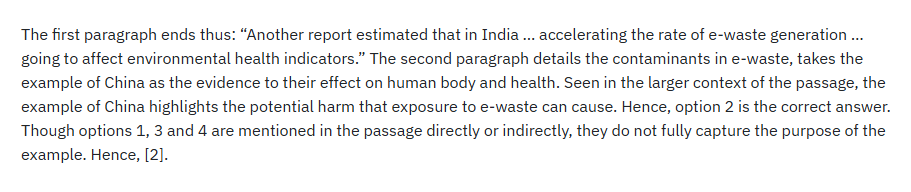 The first paragraph ends thus: “Another report estimated that in India ... accelerating the rate of e-waste generation ...
going to affect environmental health indicators.” The second paragraph details the contaminants in e-waste, takes the
example of China as the evidence to their effect on human body and health. Seen in the larger context of the passage, the
example of China highlights the potential harm that exposure to e-waste can cause. Hence, option 2 is the correct answer.
Though options 1, 3 and 4 are mentioned in the passage directly or indirectly, they do not fully capture the purpose of the
example. Hence, [2].